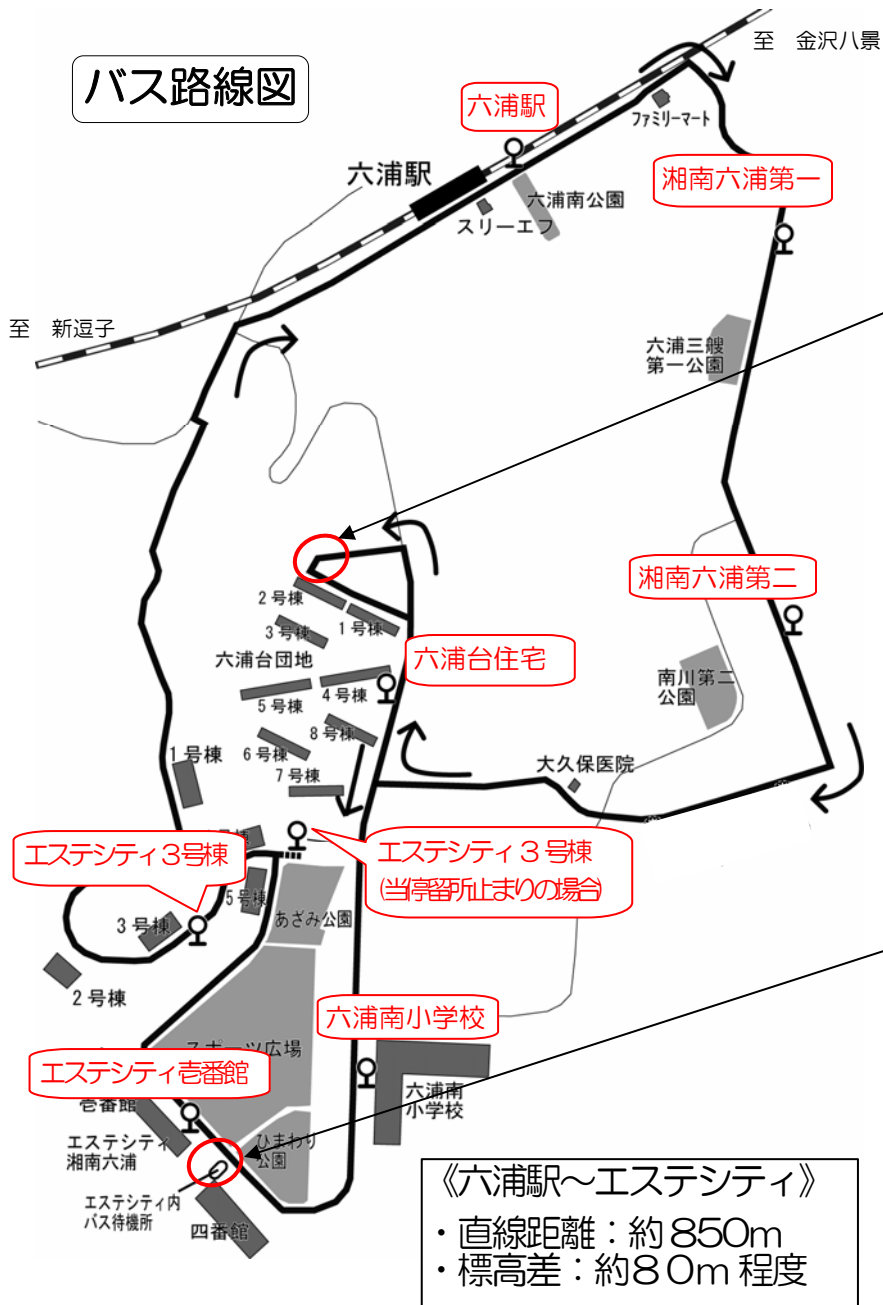 バス路線図
至 金沢八景
六浦駅
ファミリーマート
六浦駅
湘南六浦第一
六浦南公園
スリーエフ
至 新逗子
六浦三艘
第一公園
2号棟
1号棟
湘南六浦第二
3号棟
六浦台団地
六浦台住宅
4号棟
5号棟
南川第二
公園
8号棟
6号棟
1号棟
7号棟
大久保医院
号棟
エステシティ3号棟
エステシティ3号棟
(当停留所止まりの場合)
5号棟
あざみ公園
3号棟
2号棟
六浦南小学校
スポーツ広場
エステシティ壱番館
六浦南
小学校
壱番館
エステシティ
湘南六浦
ひまわり
公園
エステシティ内
バス待機所
四番館
《六浦駅～エステシティ》
・直線距離：約850m
・標高差：約80m程度